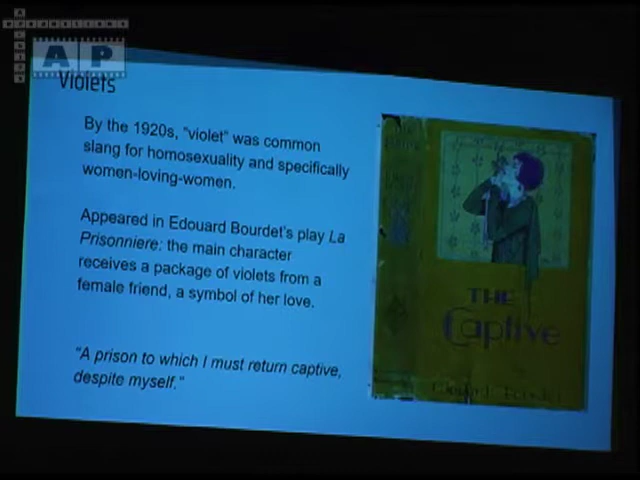 AP
Violets
By the 1920s, "violet" was common
slang for homosexuality and specifically
women-loving-women.
Appeared in Edouard Bourdet's play La
Prisonniere: the main character
receives a package of violets from a
female friend, a symbol of her love.
"A prison to which I must return captive,
despite myself."
THE
Captive